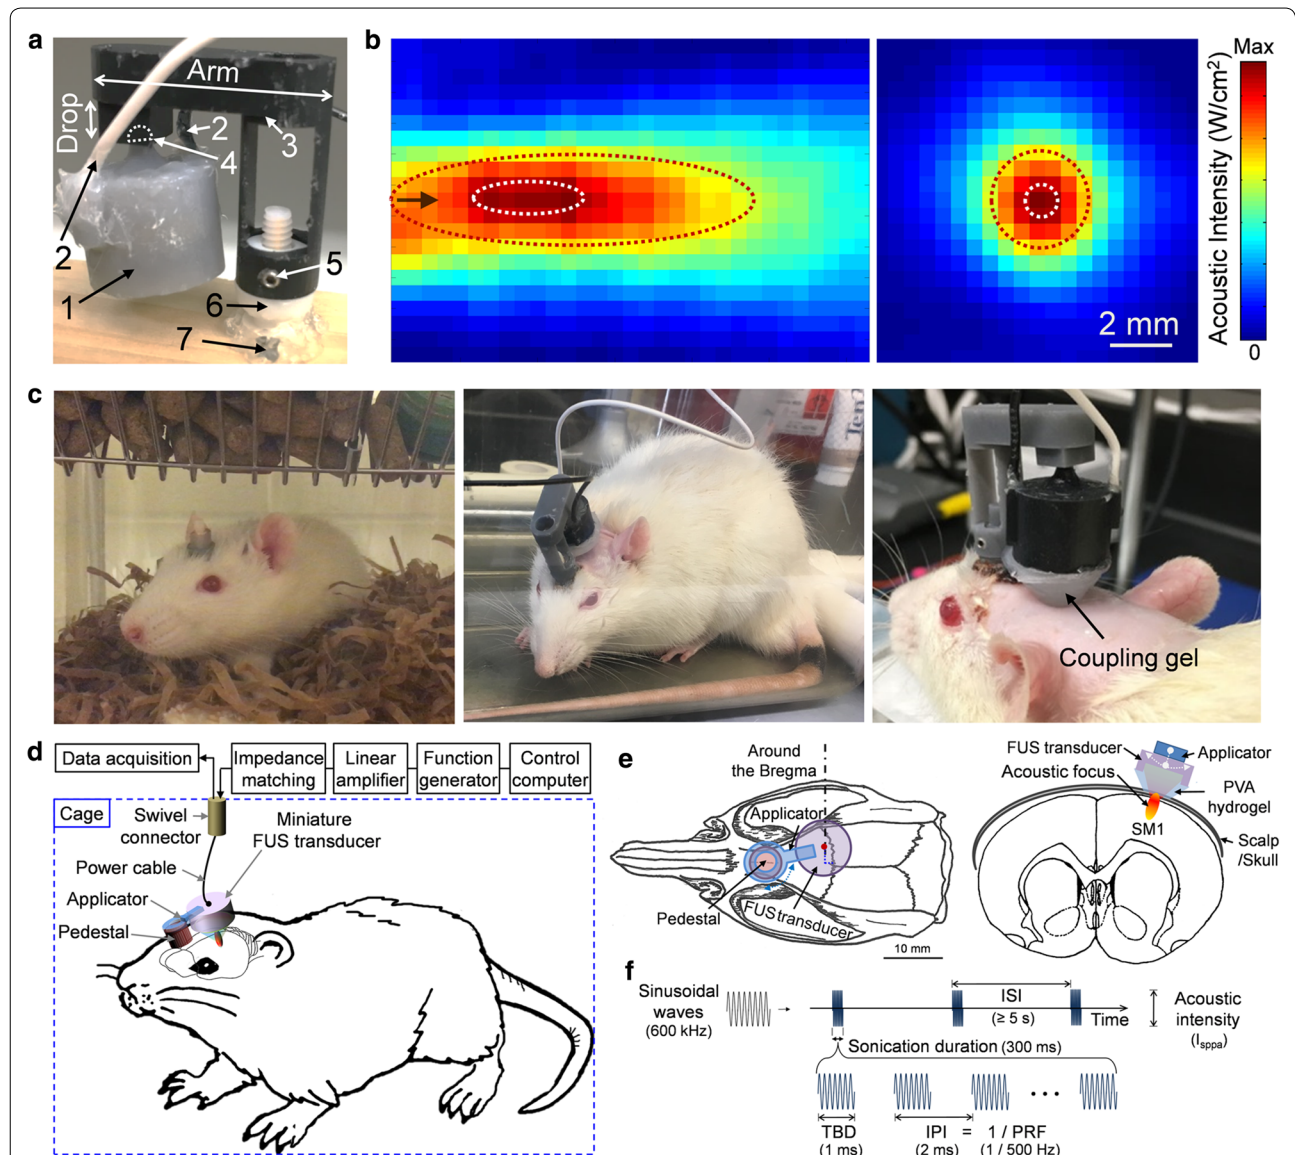 a
Arm
Drop
2
3
4
2
1
5
6
7
b
2 mm
Acoustic Intensity (W/cm²)
Max
0
c
Coupling gel
d
Data acquisition
Impedance
matching
Linear
amplifier
Function
generator
Control
computer
Cage
Swivel
connector
Miniature
FUS transducer
Power cable
Applicator
Pedestal
e
Around
the Bregma
Applicator
Pedestal
FUS transducer
10 mm
FUS transducer
Applicator
Acoustic focus
PVA
hydrogel
SM1
Scalp
/Skull
f
Sinusoidal
waves
(600 kHz)
ISI
(≥ 5 s)
Time
Acoustic
intensity
(Isppa)
Sonication duration (300 ms)
TBD
(1 ms)
IPI = 1 / PRF
(2 ms) (1 / 500 Hz)